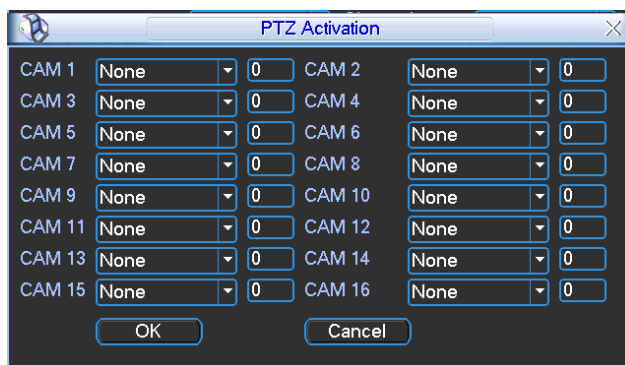 PTZ Activation
CAM 1 None 0 CAM 2 None 0
CAM 3 None 0 CAM 4 None 0
CAM 5 None 0 CAM 6 None 0
CAM 7 None 0 CAM 8 None 0
CAM 9 None 0 CAM 10 None 0
CAM 11 None 0 CAM 12 None 0
CAM 13 None 0 CAM 14 None 0
CAM 15 None 0 CAM 16 None 0
OK Cancel